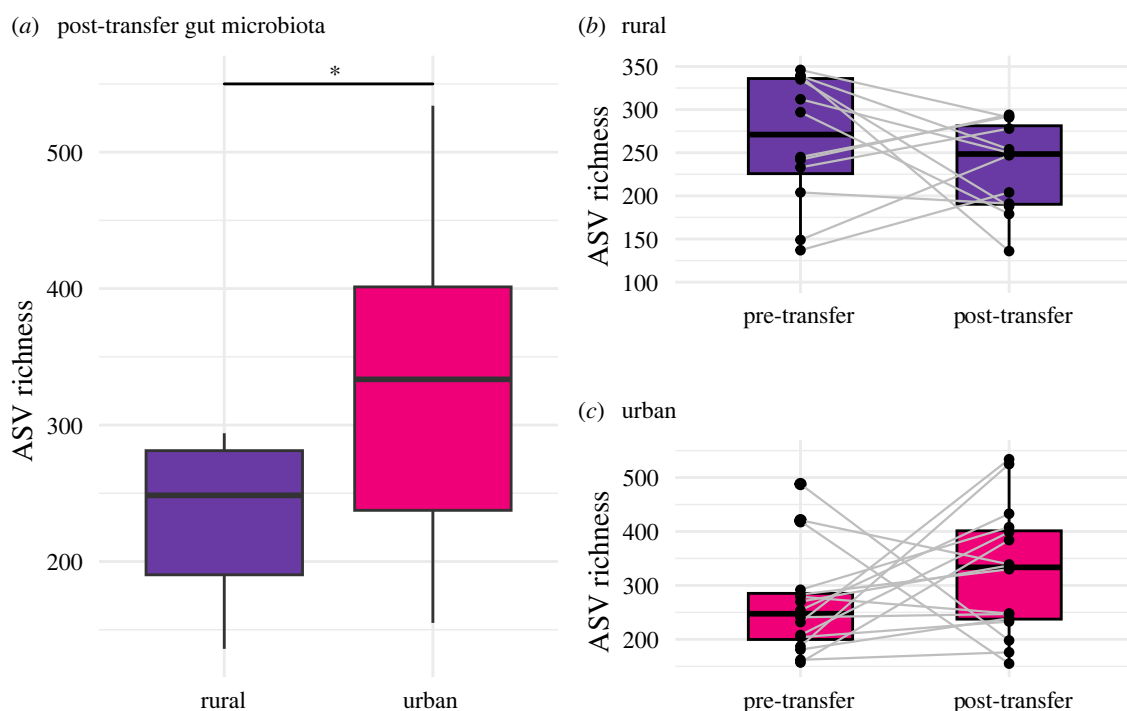 (a) post-transfer gut microbiota
*
500
400
300
200
ASV richness
rural urban
(b) rural
350
300
250
200
150
100
ASV richness
pre-transfer post-transfer
(c) urban
500
400
300
200
ASV richness
pre-transfer post-transfer